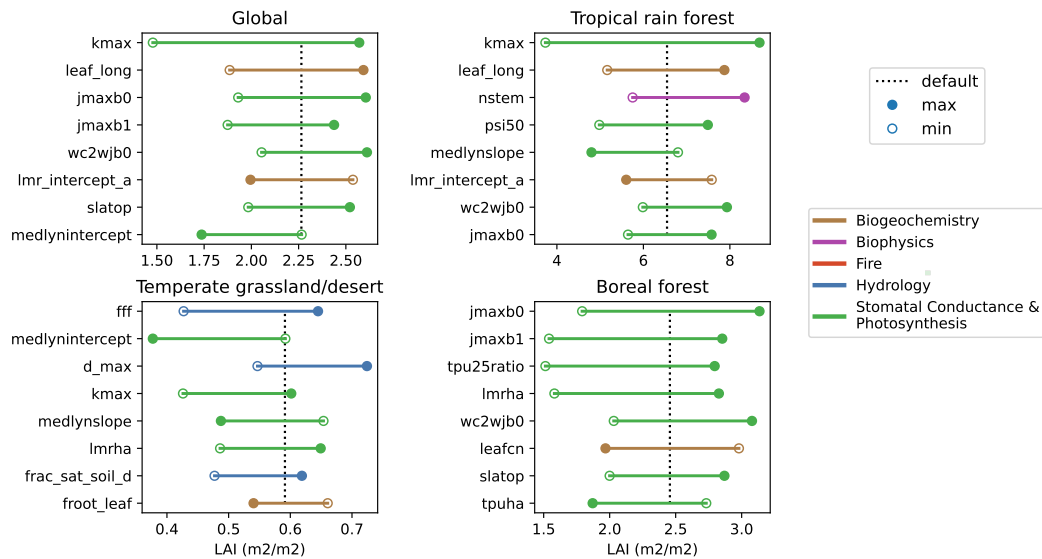 Global
kmax
leaf_long
jmaxb0
jmaxb1
wc2wjb0
lmr_intercept_a
slatop
medlynintercept
1.50 1.75 2.00 2.25 2.50
Tropical rain forest
kmax
leaf_long
nstem
psi50
medlynslope
lmr_intercept_a
wc2wjb0
jmaxb0
4 6 8
default
max
min
Biogeochemistry
Biophysics
Fire
Hydrology
Stomatal Conductance &
Photosynthesis
Temperate grassland/desert
fff
medlynintercept
d_max
kmax
medlynslope
lmrha
frac_sat_soil_d
froot_leaf
0.4 0.5 0.6 0.7
LAI (m2/m2)
Boreal forest
jmaxb0
jmaxb1
tpu25ratio
lmrha
wc2wjb0
leafcn
slatop
tpuha
1.5 2.0 2.5 3.0
LAI (m2/m2)